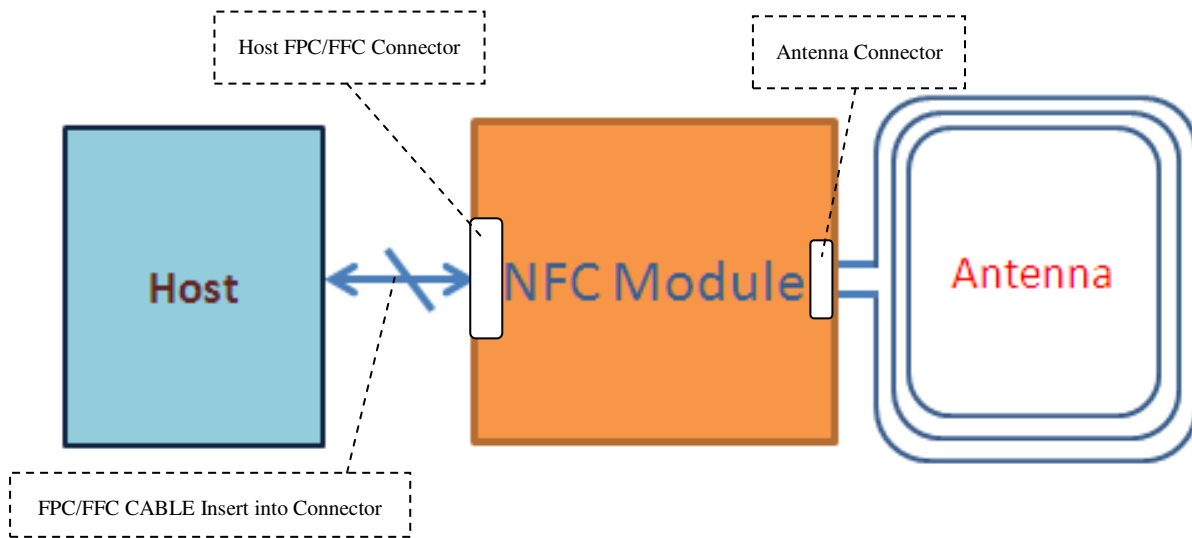 Host FPC/FFC Connector
Antenna Connector
Host
NFC Module
Antenna
FPC/FFC CABLE Insert into Connector